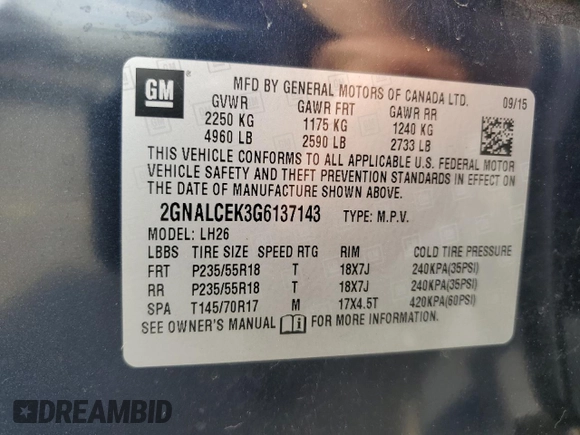 GM
MFD BY GENERAL MOTORS OF CANADA LTD. 09/15
GVWR GAWR FRT GAWR RR
2250 KG 1175 KG 1240 KG
4960 LB 2590 LB 2733 LB
THIS VEHICLE CONFORMS TO ALL APPLICABLE U.S. FEDERAL MOTOR
VEHICLE SAFETY AND THEFT PREVENTION STANDARDS IN EFFECT ON
THE DATE OF MANUFACTURE SHOWN ABOVE.
2GNALCEK3G6137143 TYPE: M.P.V.
MODEL: LH26
LBBS TIRE SIZE SPEED RTG RIM COLD TIRE PRESSURE
FRT P235/55R18 T 18X7J 240KPA(35PSI)
RR P235/55R18 T 18X7J 240KPA(35PSI)
SPA T145/70R17 M 17X4.5T 420KPA(60PSI)
SEE OWNER'S MANUAL i FOR MORE INFORMATION.
DREAMBID